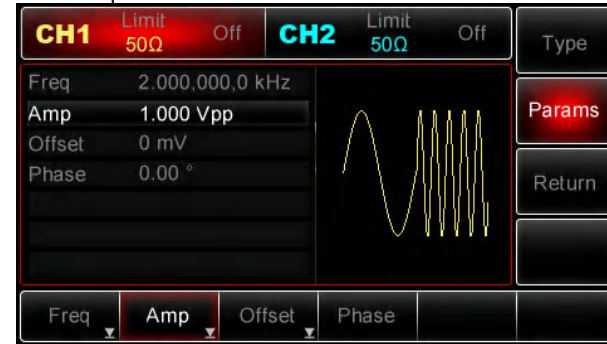 CH1 Limit Off CH2 Limit Off
50Ω 50Ω
Type
Freq 2.000,000,0 kHz
Amp 1.000 Vpp
Params
Offset 0 mV
Phase 0.00 °
Return
Freq Amp Offset Phase